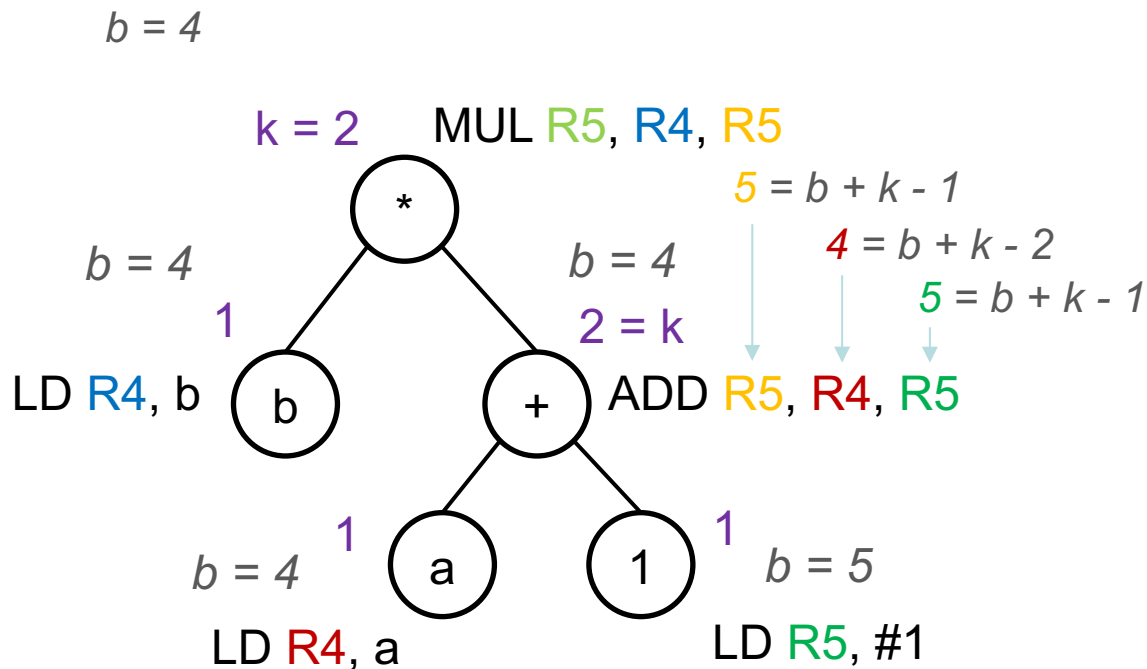 b = 4
k = 2
MUL R5, R4, R5
*
5 = b + k - 1
4 = b + k - 2
5 = b + k - 1
b = 4
b = 4
1
2 = k
LD R4, b
b
+
ADD R5, R4, R5
1
1
b = 4
a
1
b = 5
LD R4, a
LD R5, #1